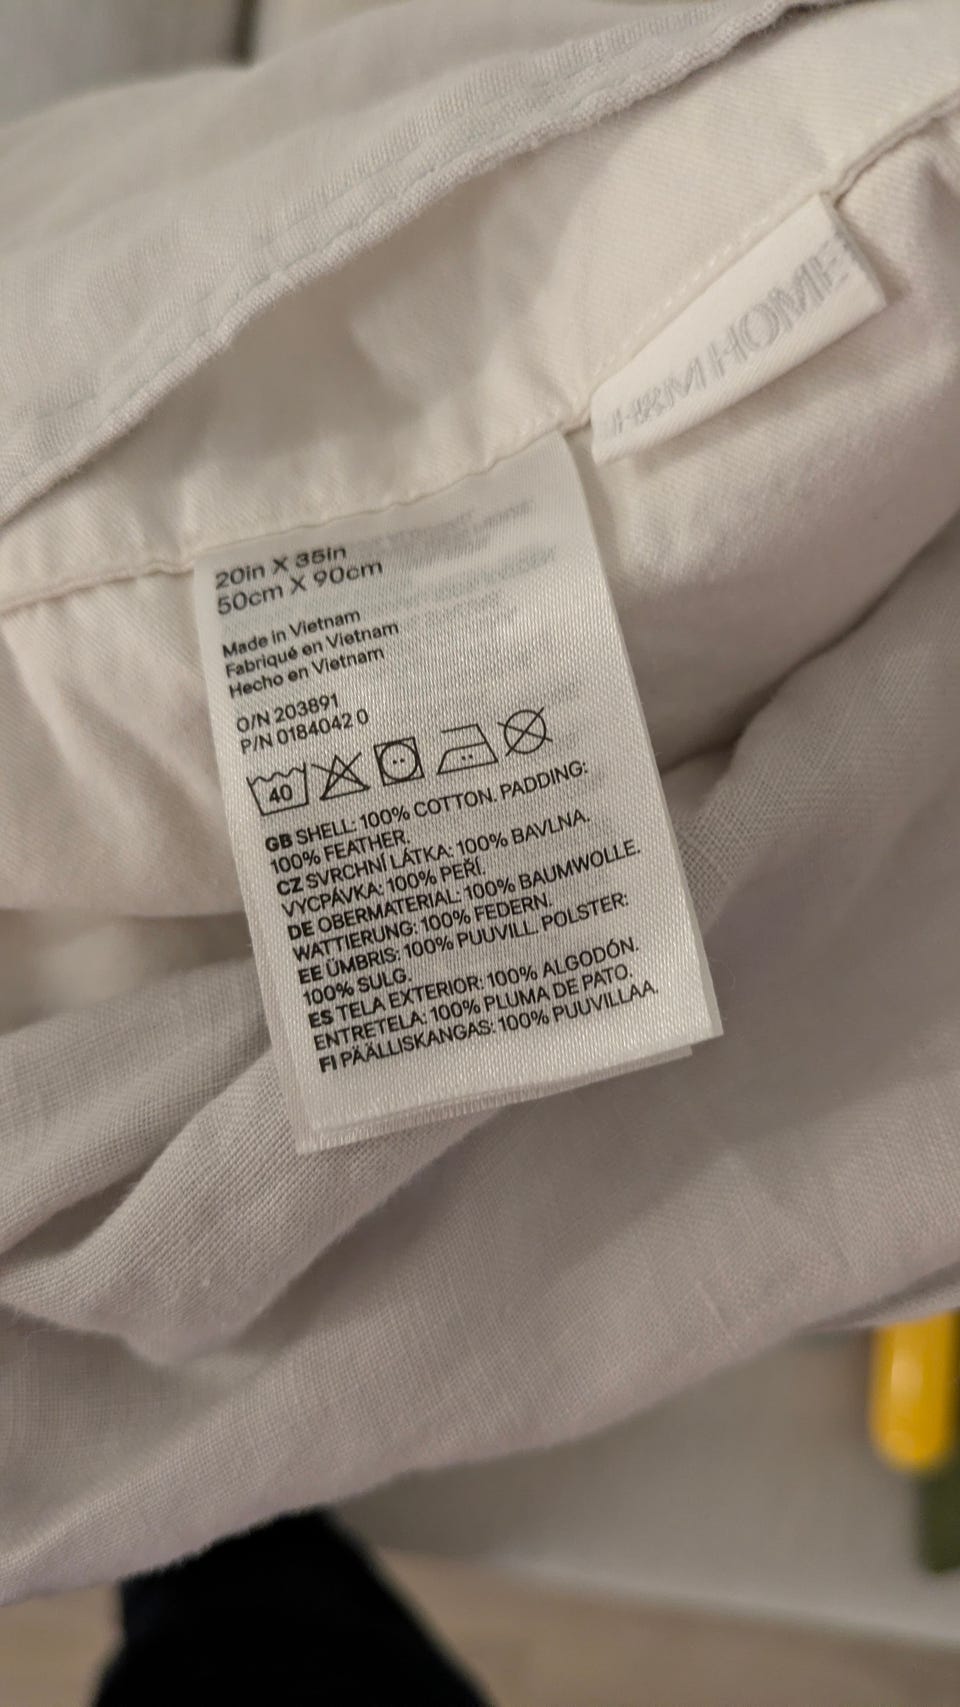 H&M HOME
20in X 35in
50cm X 90cm
Made in Vietnam
Fabriqué en Vietnam
Hecho en Vietnam
O/N 203891
P/N 0184042 0
40
GB SHELL: 100% COTTON. PADDING:
100% FEATHER.
CZ SVRCHNÍ LÁTKA: 100% BAVLNA.
VÝCPÁVKA: 100% PEŘÍ.
DE OBERMATERIAL: 100% BAUMWOLLE.
WATTIERUNG: 100% FEDERN.
EE ÜMBRIS: 100% PUUVILL. POLSTER:
100% SULG.
ES TELA EXTERIOR: 100% ALGODÓN.
ENTRETELA: 100% PLUMA DE PATO.
FI PÄÄLLISKANGAS: 100% PUUVILLAA.